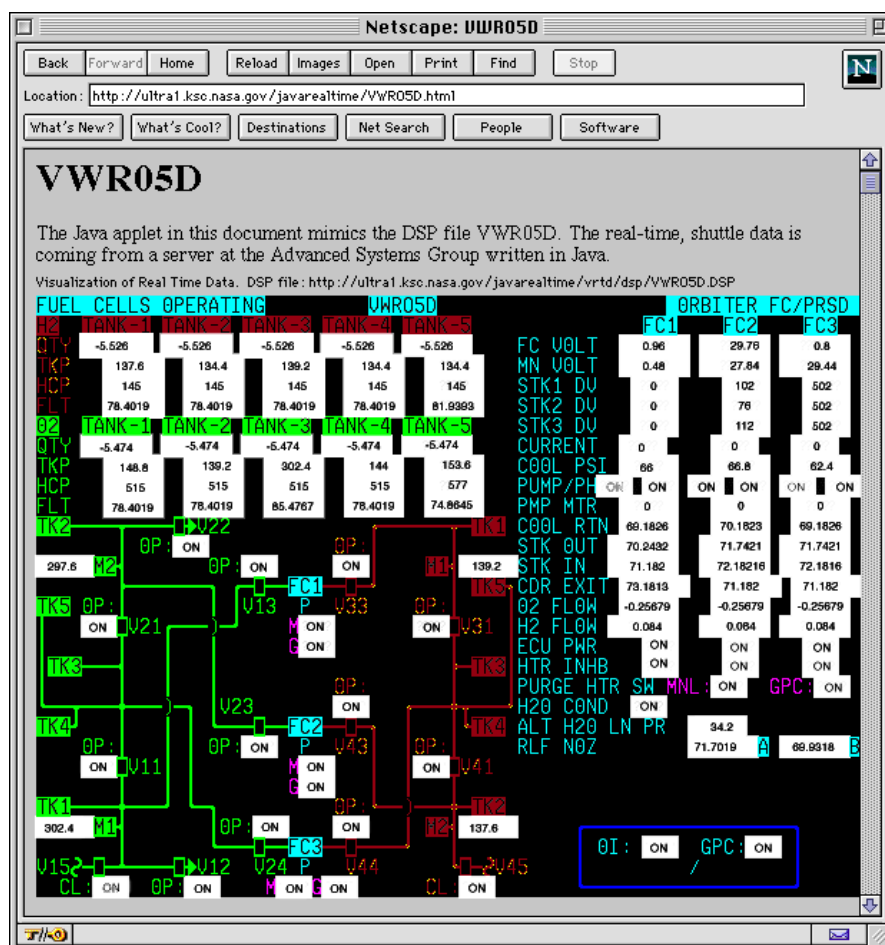 Netscape: VWR05D
Back Forward Home Reload Images Open Print Find Stop
N
Location: http://ultra1.ksc.nasa.gov/javarealtime/VWR05D.html
What's New? What's Cool? Destinations Net Search People Software
VWR05D
The Java applet in this document mimics the DSP file VWR05D. The real-time, shuttle data is
coming from a server at the Advanced Systems Group written in Java.
Visualization of Real Time Data. DSP file: http://ultra1.ksc.nasa.gov/javarealtime/vrtd/dsp/VWR05D.DSP
FUEL CELLS OPERATING VWR05D ORBITER FC/PRSD
H2 TANK-1 TANK-2 TANK-3 TANK-4 TANK-5
QTY -5.526 -5.526 -5.526 -5.526 -5.526
TKP 137.6 134.4 139.2 134.4 134.4
HCP 145 145 145 145 145
FLT 78.4019 78.4019 78.4019 78.4019 81.9393
O2 TANK-1 TANK-2 TANK-3 TANK-4 TANK-5
QTY -5.474 -5.474 -5.474 -5.474 -5.474
TKP 148.8 139.2 302.4 144 153.6
HCP 515 515 515 515 577
FLT 78.4019 78.4019 85.4767 78.4019 74.8645
FC1 FC2 FC3
FC VOLT 0.96 29.76 0.8
MN VOLT 0.48 27.84 29.44
STK1 DV 0 102 502
STK2 DV 0 76 502
STK3 DV 0 112 502
CURRENT 0 0 0
COOL PSI 66 66.8 62.4
PUMP/PH ON ON ON ON ON ON
PMP MTR 0 0 0
COOL RTN 69.1826 70.1823 69.1826
STK OUT 70.2432 71.7421 71.7421
STK IN 71.182 72.18216 72.1816
CDR EXIT 73.1813 71.182 71.182
O2 FLOW -0.25679 -0.25679 -0.25679
H2 FLOW 0.084 0.084 0.084
ECU PWR ON ON ON
HTR INHB ON ON ON
PURGE HTR SW MNL: ON GPC: ON
H2O COND ON
ALT H2O LN PR 34.2
RLF NOZ 71.7019 A 69.9318 B
TK2 V22 TK1
OP: ON OP: ON OP:
297.6 M2 FC1 ON H1 139.2
TK5 OP: V13 P V33 OP: TK5
ON V21 M ON ON V31
G ON
TK3 OP: TK3
V23 ON
TK4 FC2 TK4
OP: OP: ON P V43 OP:
ON V11 M ON ON V41
G ON
TK1 OP: TK2
302.4 M1 OP: ON ON H2 137.6
FC3
V15 V12 V24 P V44 V45
CL: ON OP: ON M ON G ON CL: ON
OI: ON GPC: ON
/